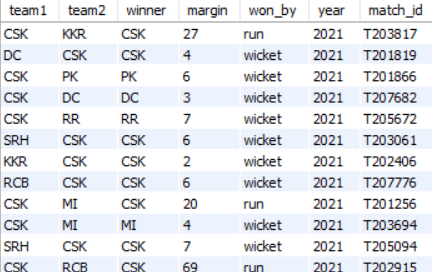 team1 team2 winner margin won_by year match_id
CSK KKR CSK 27 run 2021 T203817
DC CSK CSK 4 wicket 2021 T201819
CSK PK PK 6 wicket 2021 T201866
CSK DC DC 3 wicket 2021 T207682
CSK RR RR 7 wicket 2021 T205672
SRH CSK CSK 6 wicket 2021 T203061
KKR CSK CSK 2 wicket 2021 T202406
RCB CSK CSK 6 wicket 2021 T207776
CSK MI CSK 20 run 2021 T201256
CSK MI MI 4 wicket 2021 T203694
SRH CSK CSK 7 wicket 2021 T205094
CSK RCB CSK 69 run 2021 T202915